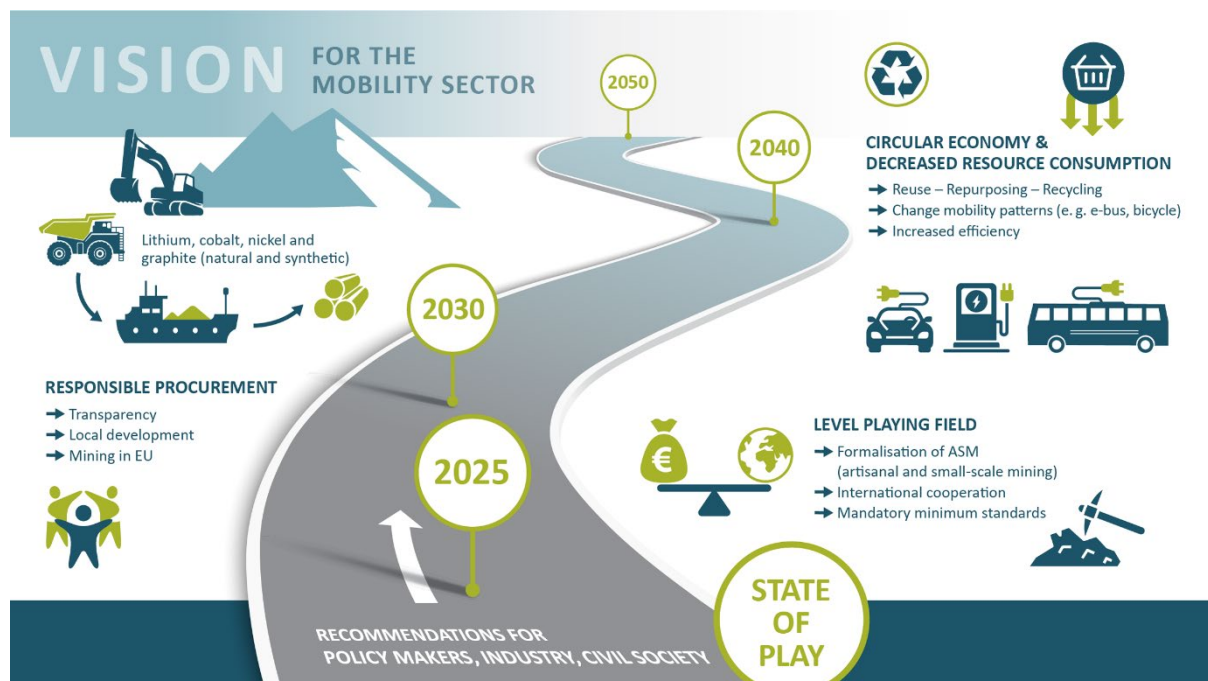 VISION FOR THE
MOBILITY SECTOR
2050
2040
2030
2025
Lithium, cobalt, nickel and
graphite (natural and synthetic)
RESPONSIBLE PROCUREMENT
Transparency
Local development
Mining in EU
CIRCULAR ECONOMY &
DECREASED RESOURCE CONSUMPTION
Reuse – Repurposing – Recycling
Change mobility patterns (e. g. e-bus, bicycle)
Increased efficiency
€
LEVEL PLAYING FIELD
Formalisation of ASM
(artisanal and small-scale mining)
International cooperation
Mandatory minimum standards
STATE
OF
PLAY
RECOMMENDATIONS FOR
POLICY MAKERS, INDUSTRY, CIVIL SOCIETY